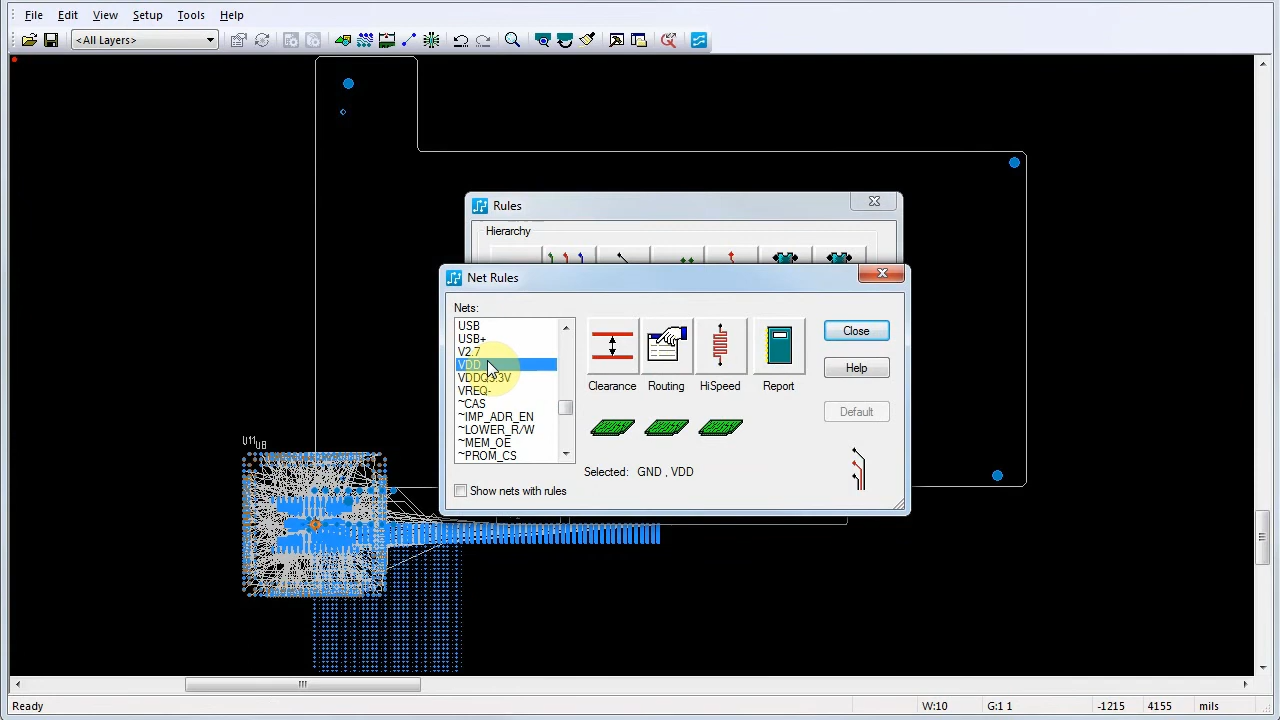 File Edit View Setup Tools Help
<All Layers>
Rules
Hierarchy
Net Rules
Nets:
USB
USB+
V2.7
VDD
VDDQ3.3V
VREQ-
~CAS
~IMP_ADR_EN
~LOWER_R/W
~MEM_OE
~PROM_CS
Clearance Routing HiSpeed Report
Close
Help
Default
Selected: GND , VDD
Show nets with rules
U11 U8
Ready W:10 G:1 1 -1215 4155 mils